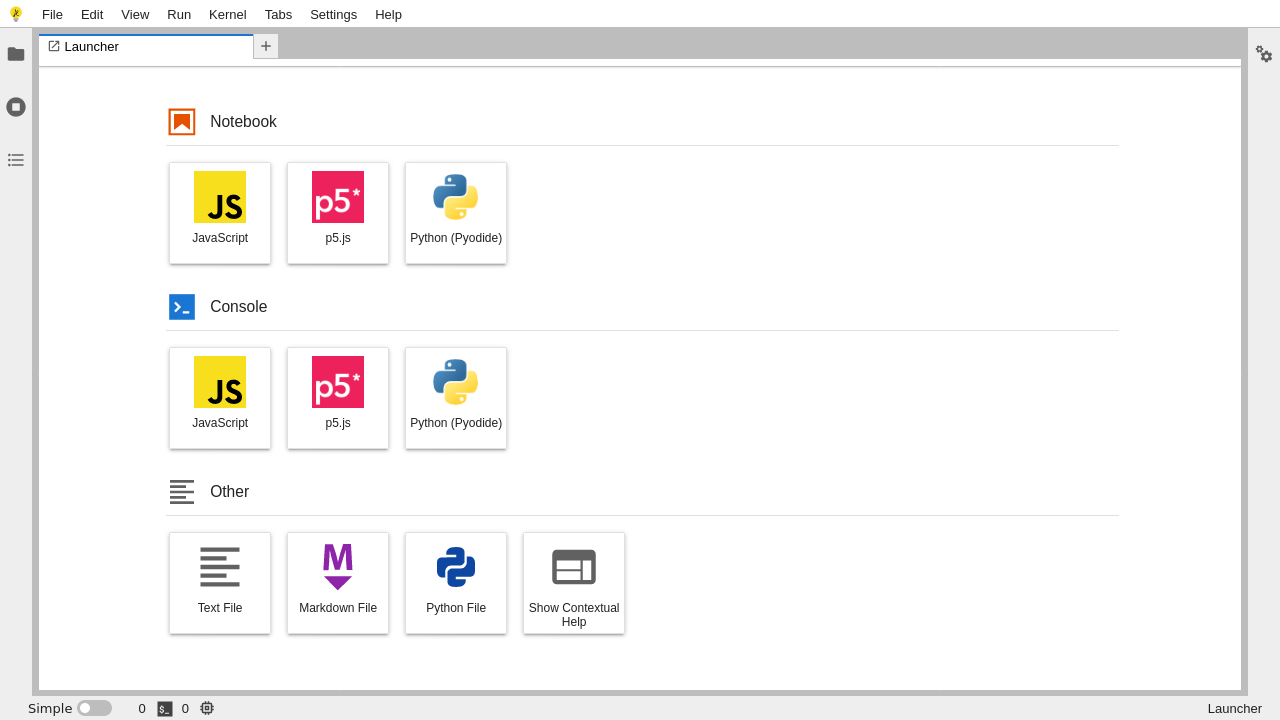 File Edit View Run Kernel Tabs Settings Help
Launcher
Notebook
JS p5*
JavaScript p5.js Python (Pyodide)
Console
JS p5*
JavaScript p5.js Python (Pyodide)
Other
M
Text File Markdown File Python File Show Contextual
Help
Simple 0 $_ 0 Launcher